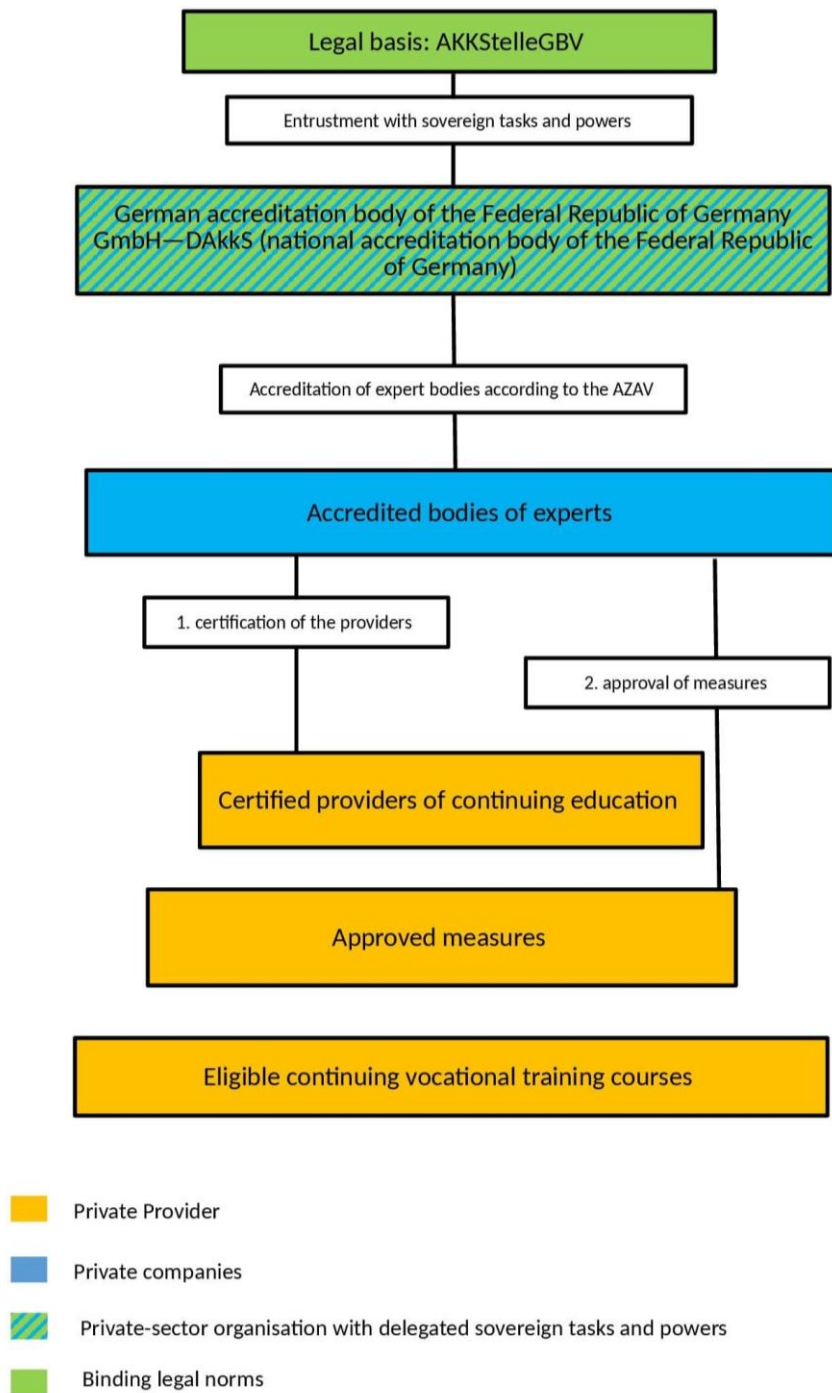 Legal basis: AKKStelleGBV
Entrustment with sovereign tasks and powers
German accreditation body of the Federal Republic of Germany
GmbH—DAkkS (national accreditation body of the Federal Republic
of Germany)
Accreditation of expert bodies according to the AZAV
Accredited bodies of experts
1. certification of the providers
2. approval of measures
Certified providers of continuing education
Approved measures
Eligible continuing vocational training courses
Private Provider
Private companies
Private-sector organisation with delegated sovereign tasks and powers
Binding legal norms